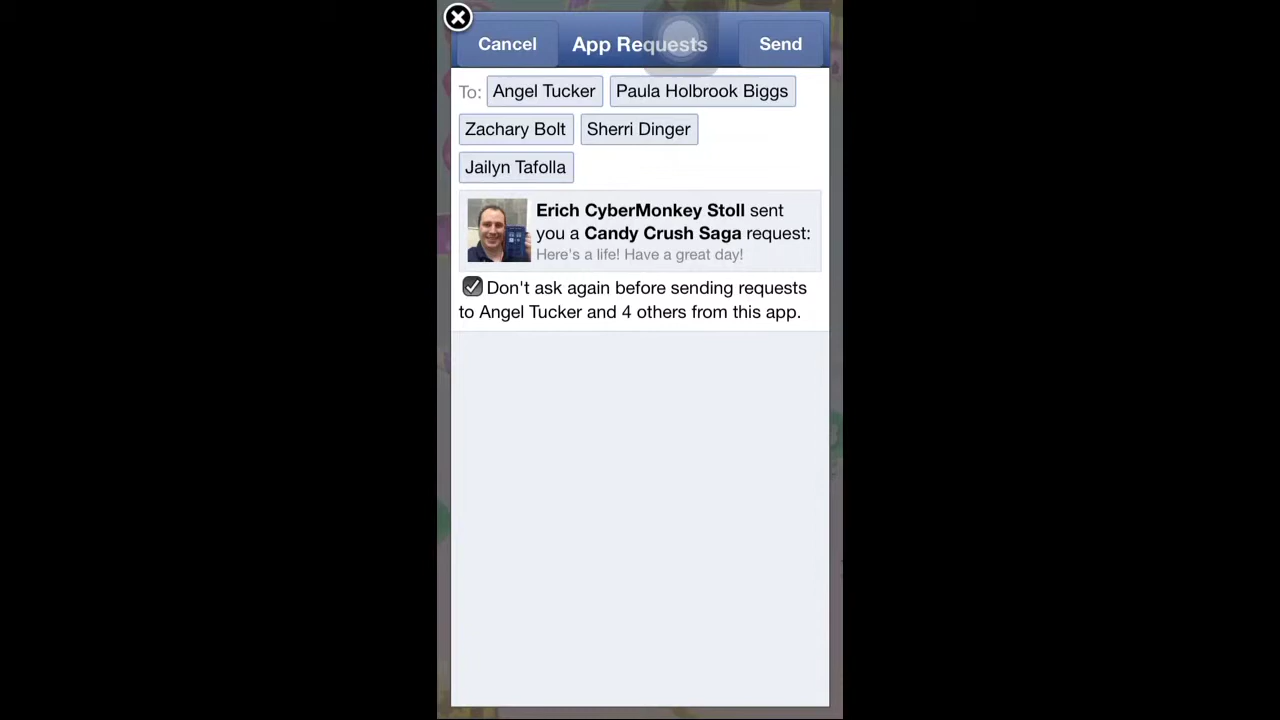 Cancel App Requests Send
To: Angel Tucker Paula Holbrook Biggs
Zachary Bolt Sherri Dinger
Jailyn Tafolla
Erich CyberMonkey Stoll sent
you a Candy Crush Saga request:
Here's a life! Have a great day!
Don't ask again before sending requests
to Angel Tucker and 4 others from this app.